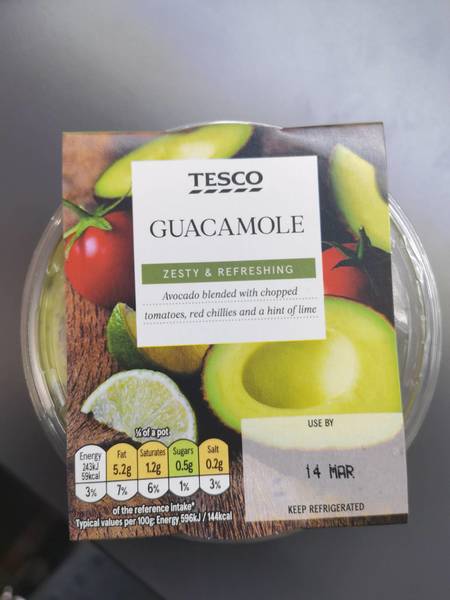 TESCO
GUACAMOLE
ZESTY & REFRESHING
Avocado blended with chopped
tomatoes, red chillies and a hint of lime
¼ of a pot
Energy
243kJ
59kcal
3%
Fat
5.2g
7%
Saturates
1.2g
6%
Sugars
0.5g
1%
Salt
0.2g
3%
of the reference intake*
Typical values per 100g: Energy 596kJ / 144kcal
USE BY
14 MAR
KEEP REFRIGERATED